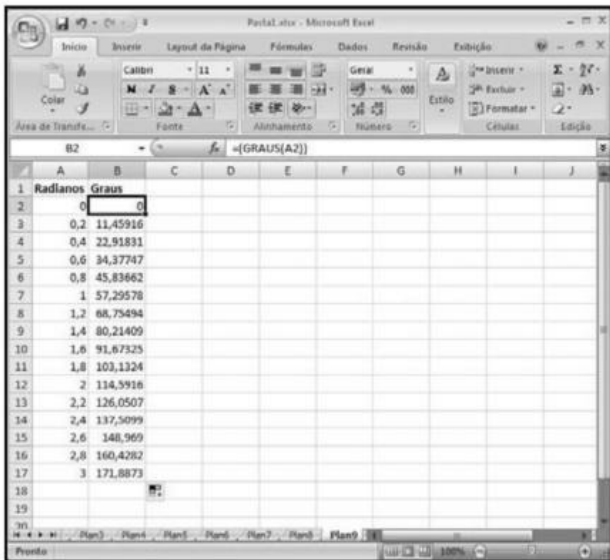 Pasta1.xlsx - Microsoft Excel
Início Inserir Layout da Página Fórmulas Dados Revisão Exibição
Calibri 11 Geral Inserir
Colar N I S A A % 000 Estilo Excluir
A Formatar
Área de Transfe... Fonte Alinhamento Número Células Edição
B2 fx =(GRAUS(A2))
A B C D E F G H I J
1 Radianos Graus
2 0 0
3 0,2 11,45916
4 0,4 22,91831
5 0,6 34,37747
6 0,8 45,83662
7 1 57,29578
8 1,2 68,75494
9 1,4 80,21409
10 1,6 91,67325
11 1,8 103,1324
12 2 114,5916
13 2,2 126,0507
14 2,4 137,5099
15 2,6 148,969
16 2,8 160,4282
17 3 171,8873
18
19
20
Plan3 Plan4 Plan5 Plan6 Plan7 Plan8 Plan9
Pronto 100%